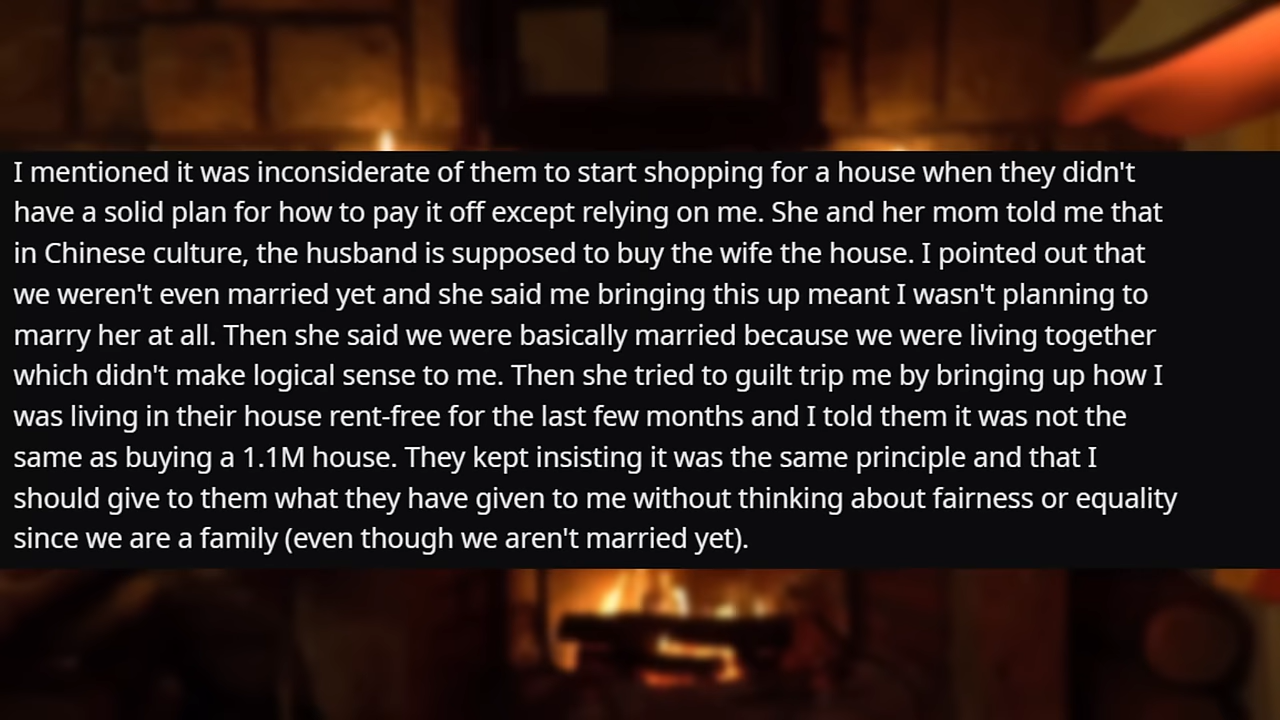 I mentioned it was inconsiderate of them to start shopping for a house when they didn't
have a solid plan for how to pay it off except relying on me. She and her mom told me that
in Chinese culture, the husband is supposed to buy the wife the house. I pointed out that
we weren't even married yet and she said me bringing this up meant I wasn't planning to
marry her at all. Then she said we were basically married because we were living together
which didn't make logical sense to me. Then she tried to guilt trip me by bringing up how I
was living in their house rent-free for the last few months and I told them it was not the
same as buying a 1.1M house. They kept insisting it was the same principle and that I
should give to them what they have given to me without thinking about fairness or equality
since we are a family (even though we aren't married yet).